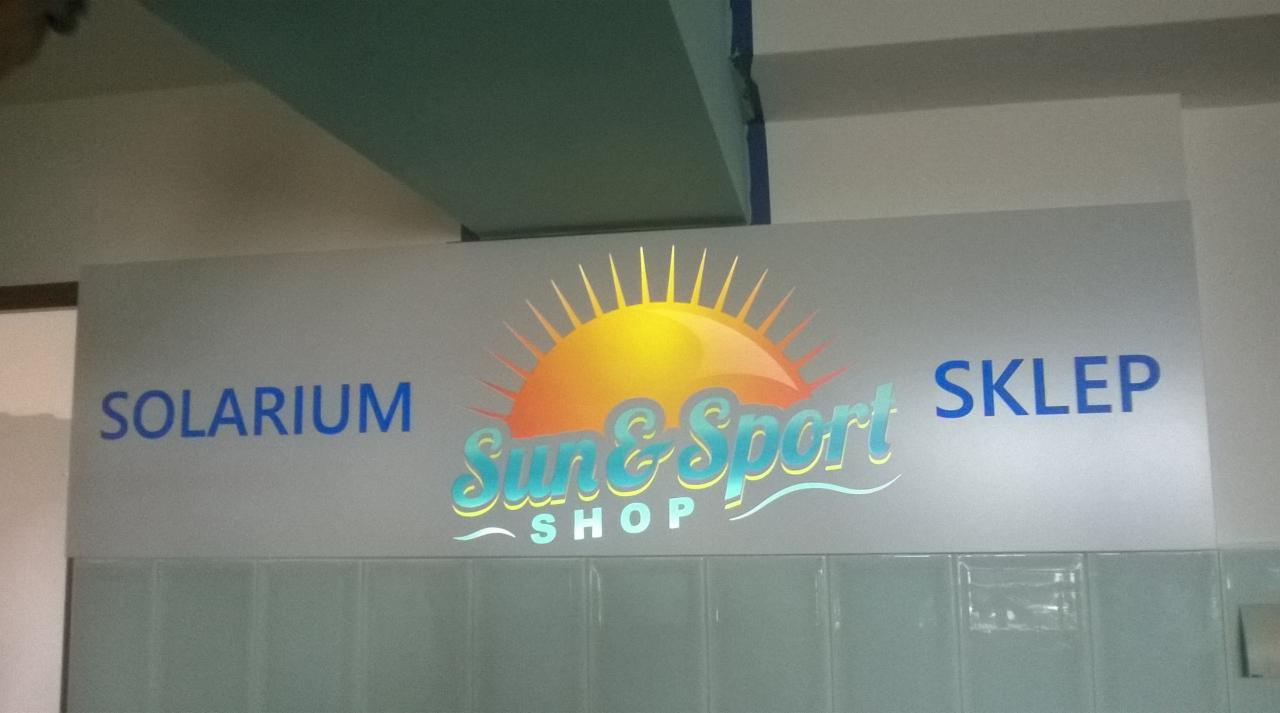 SOLARIUM
Sun & Sport
SHOP
SKLEP